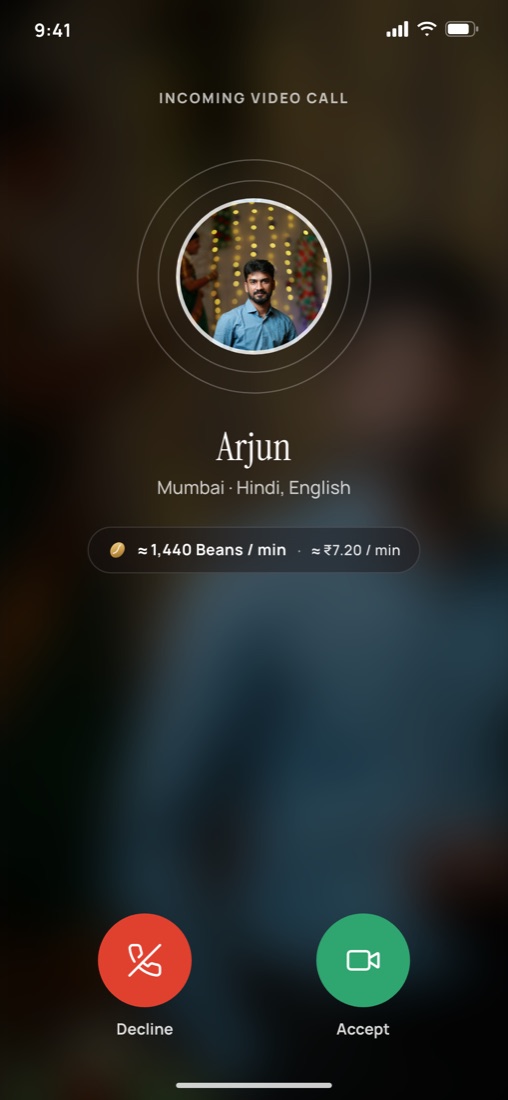 9:41
INCOMING VIDEO CALL
Arjun
Mumbai · Hindi, English
≈ 1,440 Beans / min · ≈ ₹7.20 / min
Decline
Accept